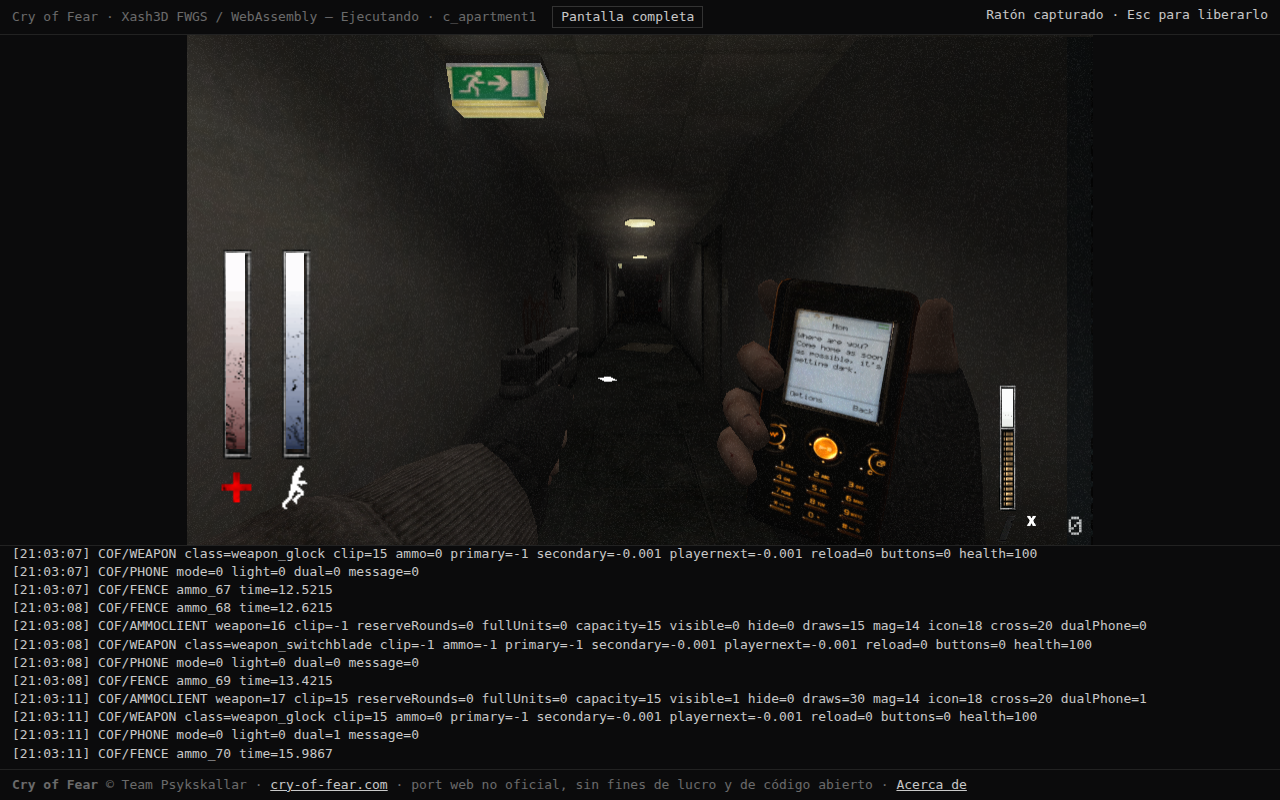 Cry of Fear · Xash3D FWGS / WebAssembly — Ejecutando · c_apartment1
Pantalla completa
Ratón capturado · Esc para liberarlo
Mom
Where are you?
Come home as soon
as possible, it's
getting dark.
Options
Back
x
0
[21:03:07] COF/WEAPON class=weapon_glock clip=15 ammo=0 primary=-1 secondary=-0.001 playernext=-0.001 reload=0 buttons=0 health=100
[21:03:07] COF/PHONE mode=0 light=0 dual=0 message=0
[21:03:07] COF/FENCE ammo_67 time=12.5215
[21:03:08] COF/FENCE ammo_68 time=12.6215
[21:03:08] COF/AMMOCLIENT weapon=16 clip=-1 reserveRounds=0 fullUnits=0 capacity=15 visible=0 hide=0 draws=15 mag=14 icon=18 cross=20 dualPhone=0
[21:03:08] COF/WEAPON class=weapon_switchblade clip=-1 ammo=-1 primary=-1 secondary=-0.001 playernext=-0.001 reload=0 buttons=0 health=100
[21:03:08] COF/PHONE mode=0 light=0 dual=0 message=0
[21:03:08] COF/FENCE ammo_69 time=13.4215
[21:03:11] COF/AMMOCLIENT weapon=17 clip=15 reserveRounds=0 fullUnits=0 capacity=15 visible=1 hide=0 draws=30 mag=14 icon=18 cross=20 dualPhone=1
[21:03:11] COF/WEAPON class=weapon_glock clip=15 ammo=0 primary=-1 secondary=-0.001 playernext=-0.001 reload=0 buttons=0 health=100
[21:03:11] COF/PHONE mode=0 light=0 dual=1 message=0
[21:03:11] COF/FENCE ammo_70 time=15.9867
Cry of Fear © Team Psykskallar · cry-of-fear.com · port web no oficial, sin fines de lucro y de código abierto · Acerca de